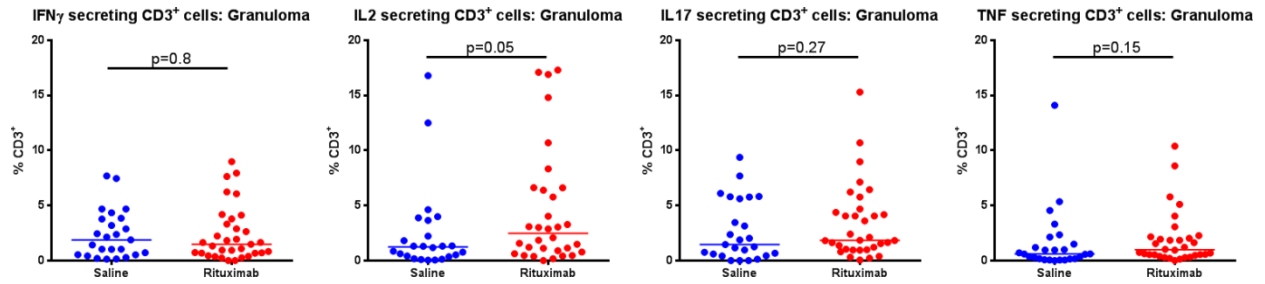 IFNγ secreting CD3+ cells: Granuloma
20
15
10
5
0
% CD3+
p=0.8
Saline
Rituximab
IL2 secreting CD3+ cells: Granuloma
20
15
10
5
0
% CD3+
p=0.05
Saline
Rituximab
IL17 secreting CD3+ cells: Granuloma
20
15
10
5
0
% CD3+
p=0.27
Saline
Rituximab
TNF secreting CD3+ cells: Granuloma
20
15
10
5
0
% CD3+
p=0.15
Saline
Rituximab